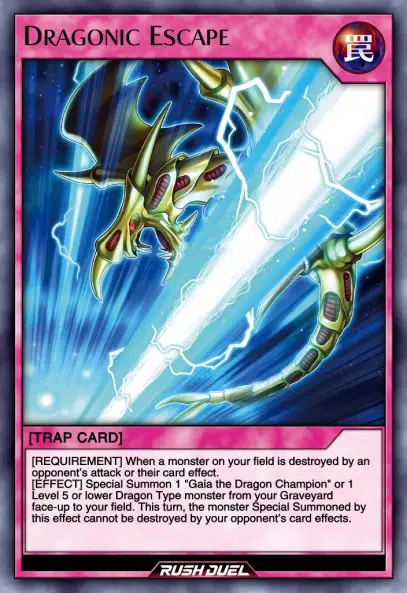 Dragonic Escape
罠
[TRAP CARD]
[REQUIREMENT] When a monster on your field is destroyed by an
opponent's attack or their card effect.
[EFFECT] Special Summon 1 "Gaia the Dragon Champion" or 1
Level 5 or lower Dragon Type monster from your Graveyard
face-up to your field. This turn, the monster Special Summoned by
this effect cannot be destroyed by your opponent's card effects.
RUSH DUEL